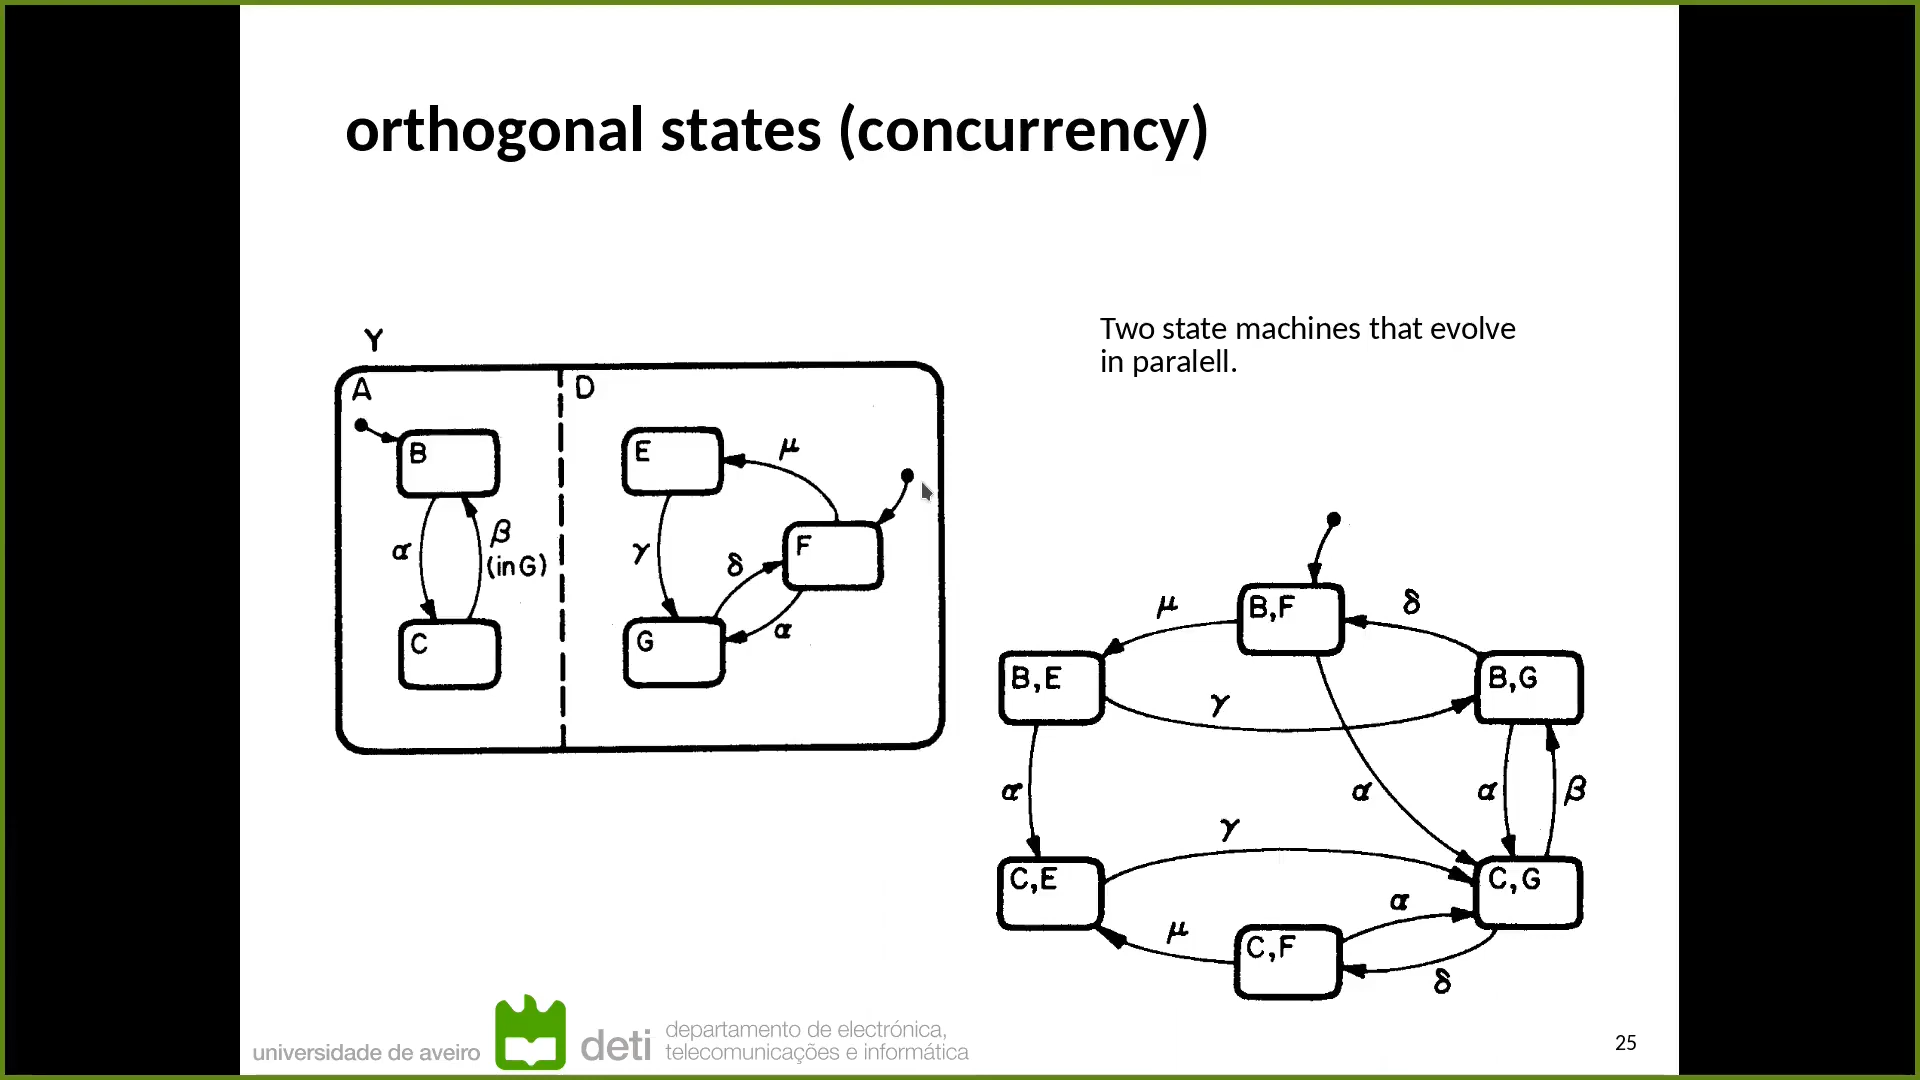 orthogonal states (concurrency)
Two state machines that evolve
in paralell.
Y
A
D
B
E
μ
β
(in G)
α
γ
δ
F
α
C
G
B,F
μ
δ
B,E
B,G
γ
α
α
α
β
γ
C,E
C,G
α
μ
C,F
δ
universidade de aveiro
deti
departamento de electrónica,
telecomunicações e informática
25